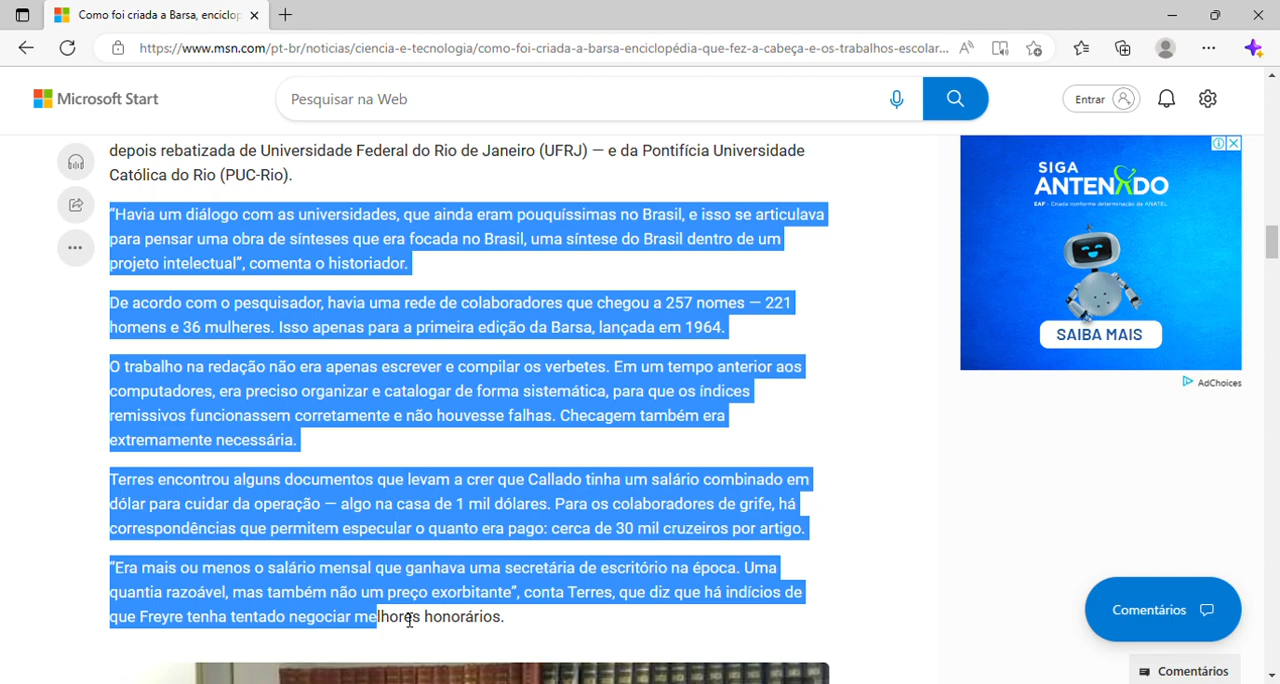 Como foi criada a Barsa, enciclop
https://www.msn.com/pt-br/noticias/ciencia-e-tecnologia/como-foi-criada-a-barsa-enciclopédia-que-fez-a-cabeça-e-os-trabalhos-escolar...
Microsoft Start
Pesquisar na Web
Entrar
depois rebatizada de Universidade Federal do Rio de Janeiro (UFRJ) — e da Pontifícia Universidade
Católica do Rio (PUC-Rio).
"Havia um diálogo com as universidades, que ainda eram pouquíssimas no Brasil, e isso se articulava
para pensar uma obra de sínteses que era focada no Brasil, uma síntese do Brasil dentro de um
projeto intelectual", comenta o historiador.
De acordo com o pesquisador, havia uma rede de colaboradores que chegou a 257 nomes — 221
homens e 36 mulheres. Isso apenas para a primeira edição da Barsa, lançada em 1964.
O trabalho na redação não era apenas escrever e compilar os verbetes. Em um tempo anterior aos
computadores, era preciso organizar e catalogar de forma sistemática, para que os índices
remissivos funcionassem corretamente e não houvesse falhas. Checagem também era
extremamente necessária.
Terres encontrou alguns documentos que levam a crer que Callado tinha um salário combinado em
dólar para cuidar da operação — algo na casa de 1 mil dólares. Para os colaboradores de grife, há
correspondências que permitem especular o quanto era pago: cerca de 30 mil cruzeiros por artigo.
"Era mais ou menos o salário mensal que ganhava uma secretária de escritório na época. Uma
quantia razoável, mas também não um preço exorbitante", conta Terres, que diz que há indícios de
que Freyre tenha tentado negociar melhores honorários.
SIGA
ANTENADO
EAF - Criada conforme determinação da ANATEL
SAIBA MAIS
AdChoices
Comentários
Comentários